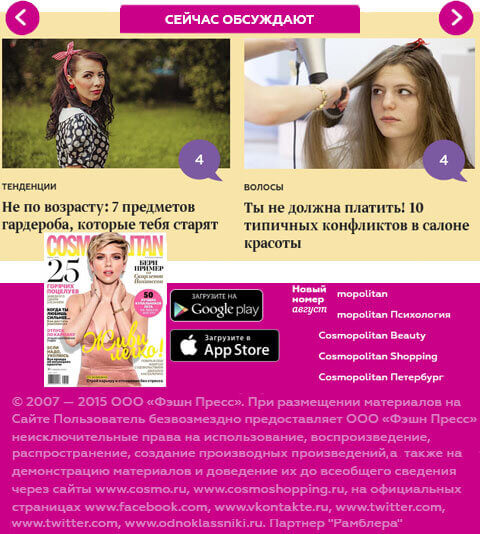 СЕЙЧАС ОБСУЖДАЮТ
4
4
ТЕНДЕНЦИИ
Не по возрасту: 7 предметов
гардероба, которые тебя старят
ВОЛОСЫ
Ты не должна платить! 10
типичных конфликтов в салоне
красоты
COSMOPOLITAN
25
ГОРЯЧИХ
ПОЦЕЛУЕВ
БЕРИ
ПРИМЕР
50
КОГДА ТЫ
Живи
легко!
ЗАГРУЗИТЕ НА
Google play
Загрузите в
App Store
Новый
номер
август
mopolitan
mopolitan Психология
Cosmopolitan Beauty
Cosmopolitan Shopping
Cosmopolitan Петербург
© 2007 — 2015 ООО «Фэшн Пресс». При размещении материалов на
Сайте Пользователь безвозмездно предоставляет ООО «Фэшн Пресс»
неисключительные права на использование, воспроизведение,
распространение, создание производных произведений,а также на
демонстрацию материалов и доведение их до всеобщего сведения
через сайты www.cosmo.ru, www.cosmoshopping.ru, на официальных
страницах www.facebook.com, www.vkontakte.ru, www.twitter.com,
www.twitter.com, www.odnoklassniki.ru. Партнер "Рамблера"